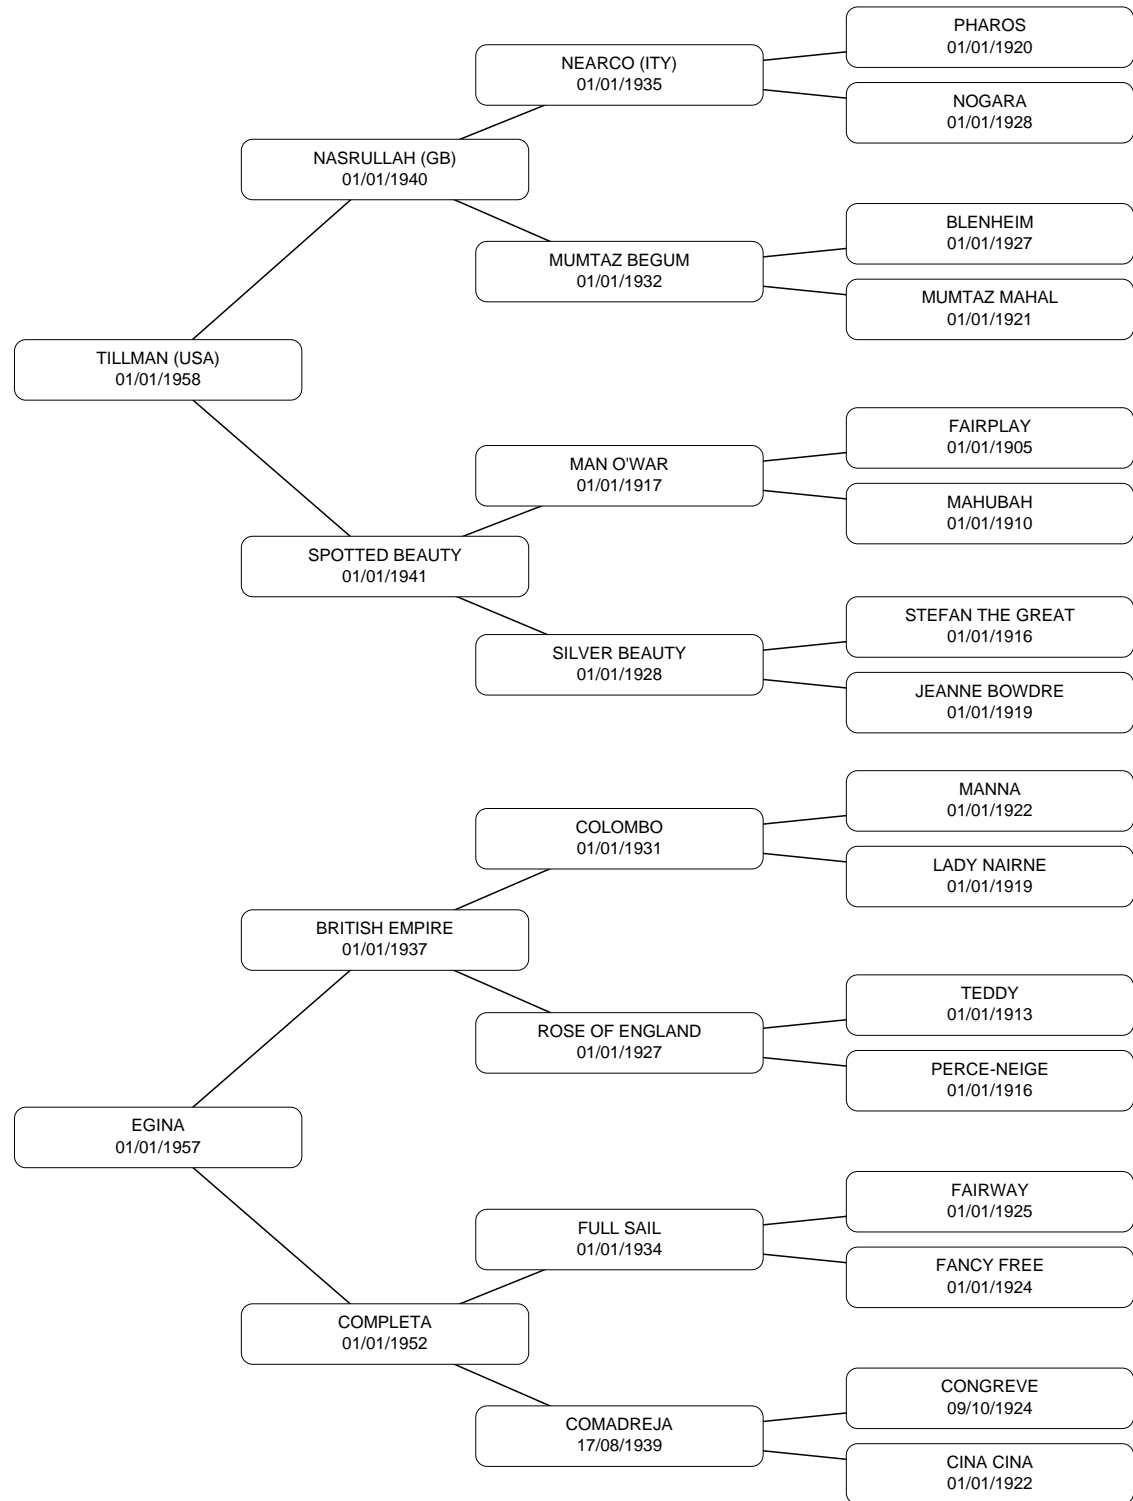 PHAROS
01/01/1920
NEARCO (ITY)
01/01/1935
NOGARA
01/01/1928
NASRULLAH (GB)
01/01/1940
BLENHEIM
01/01/1927
MUMTAZ BEGUM
01/01/1932
MUMTAZ MAHAL
01/01/1921
TILLMAN (USA)
01/01/1958
FAIRPLAY
01/01/1905
MAN O'WAR
01/01/1917
MAHUBAH
01/01/1910
SPOTTED BEAUTY
01/01/1941
STEFAN THE GREAT
01/01/1916
SILVER BEAUTY
01/01/1928
JEANNE BOWDRE
01/01/1919
MANNA
01/01/1922
COLOMBO
01/01/1931
LADY NAIRNE
01/01/1919
BRITISH EMPIRE
01/01/1937
TEDDY
01/01/1913
ROSE OF ENGLAND
01/01/1927
PERCE-NEIGE
01/01/1916
EGINA
01/01/1957
FAIRWAY
01/01/1925
FULL SAIL
01/01/1934
FANCY FREE
01/01/1924
COMPLETA
01/01/1952
CONGREVE
09/10/1924
COMADREJA
17/08/1939
CINA CINA
01/01/1922